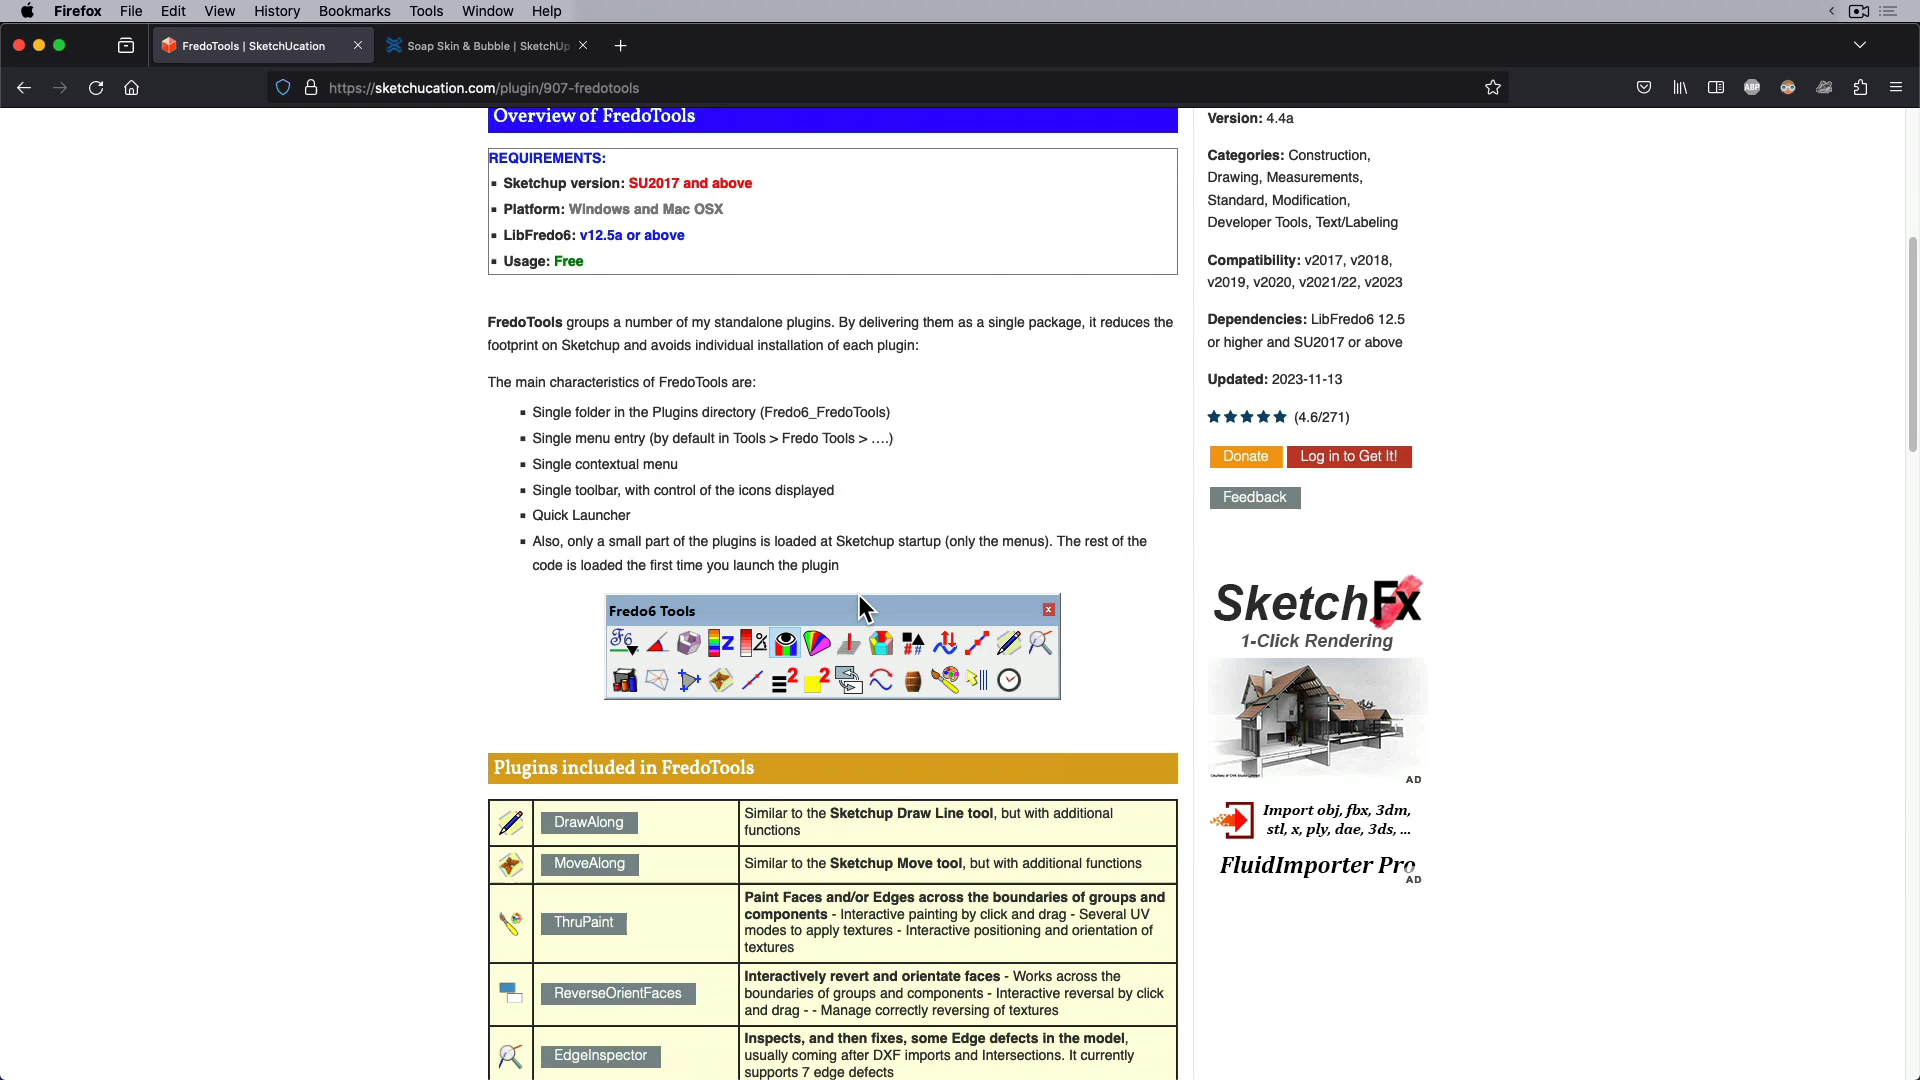 Firefox File Edit View History Bookmarks Tools Window Help
FredoTools | SketchUcation
Soap Skin & Bubble | SketchUp
https://sketchucation.com/plugin/907-fredotools
ABP
Overview of FredoTools
REQUIREMENTS:
▪ Sketchup version: SU2017 and above
▪ Platform: Windows and Mac OSX
▪ LibFredo6: v12.5a or above
▪ Usage: Free
FredoTools groups a number of my standalone plugins. By delivering them as a single package, it reduces the
footprint on Sketchup and avoids individual installation of each plugin:
The main characteristics of FredoTools are:
▪ Single folder in the Plugins directory (Fredo6_FredoTools)
▪ Single menu entry (by default in Tools > Fredo Tools > ....)
▪ Single contextual menu
▪ Single toolbar, with control of the icons displayed
▪ Quick Launcher
▪ Also, only a small part of the plugins is loaded at Sketchup startup (only the menus). The rest of the
code is loaded the first time you launch the plugin
Fredo6 Tools
Plugins included in FredoTools
DrawAlong
Similar to the Sketchup Draw Line tool, but with additional
functions
MoveAlong
Similar to the Sketchup Move tool, but with additional functions
ThruPaint
Paint Faces and/or Edges across the boundaries of groups and
components - Interactive painting by click and drag - Several UV
modes to apply textures - Interactive positioning and orientation of
textures
ReverseOrientFaces
Interactively revert and orientate faces - Works across the
boundaries of groups and components - Interactive reversal by click
and drag - - Manage correctly reversing of textures
EdgeInspector
Inspects, and then fixes, some Edge defects in the model,
usually coming after DXF imports and Intersections. It currently
supports 7 edge defects
Version: 4.4a
Categories: Construction,
Drawing, Measurements,
Standard, Modification,
Developer Tools, Text/Labeling
Compatibility: v2017, v2018,
v2019, v2020, v2021/22, v2023
Dependencies: LibFredo6 12.5
or higher and SU2017 or above
Updated: 2023-11-13
(4.6/271)
Donate
Log in to Get It!
Feedback
SketchFx
1-Click Rendering
AD
Import obj, fbx, 3dm,
stl, x, ply, dae, 3ds, ...
FluidImporter Pro
AD